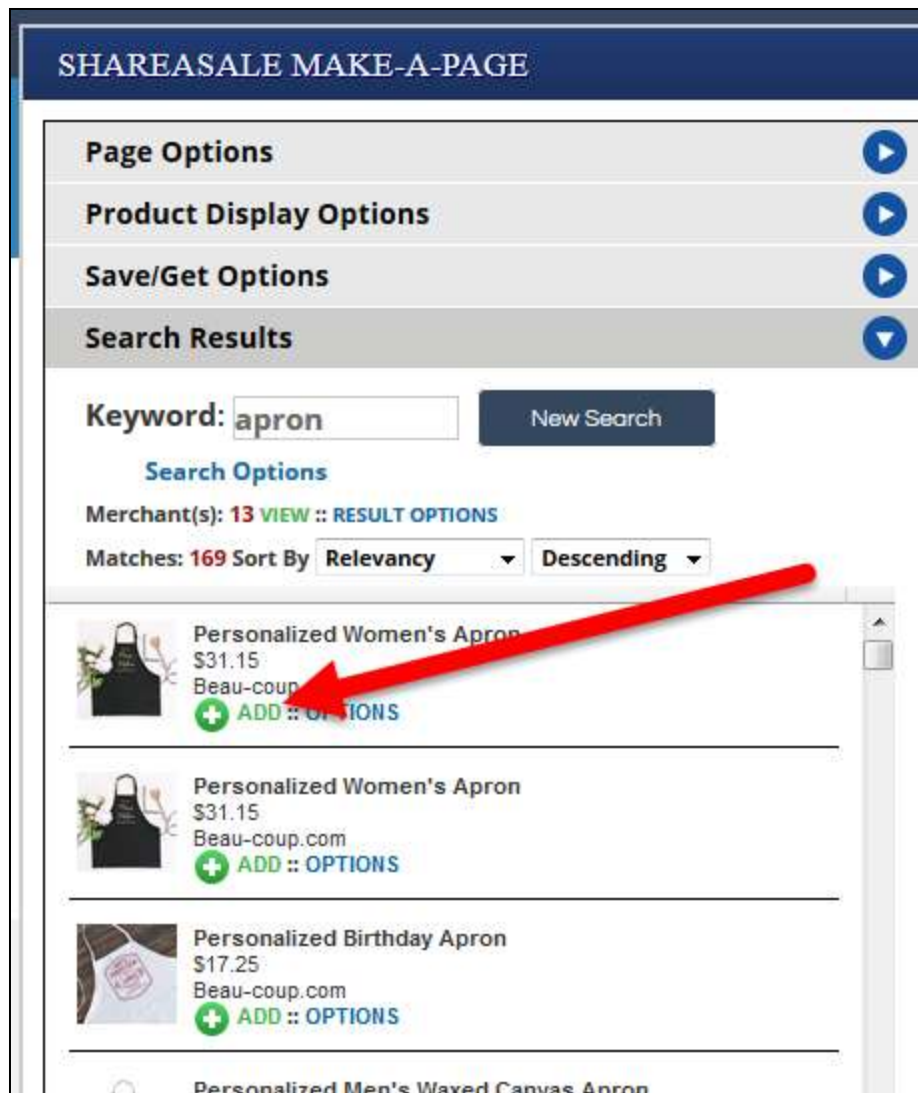 SHAREASALE MAKE-A-PAGE
Page Options
Product Display Options
Save/Get Options
Search Results
Keyword: apron New Search
Search Options
Merchant(s): 13 VIEW :: RESULT OPTIONS
Matches: 169 Sort By Relevancy Descending
Personalized Women's Apron
$31.15
Beau-coup
ADD :: OPTIONS
Personalized Women's Apron
$31.15
Beau-coup.com
ADD :: OPTIONS
Personalized Birthday Apron
$17.25
Beau-coup.com
ADD :: OPTIONS
Personalized Men's Waxed Canvas Apron